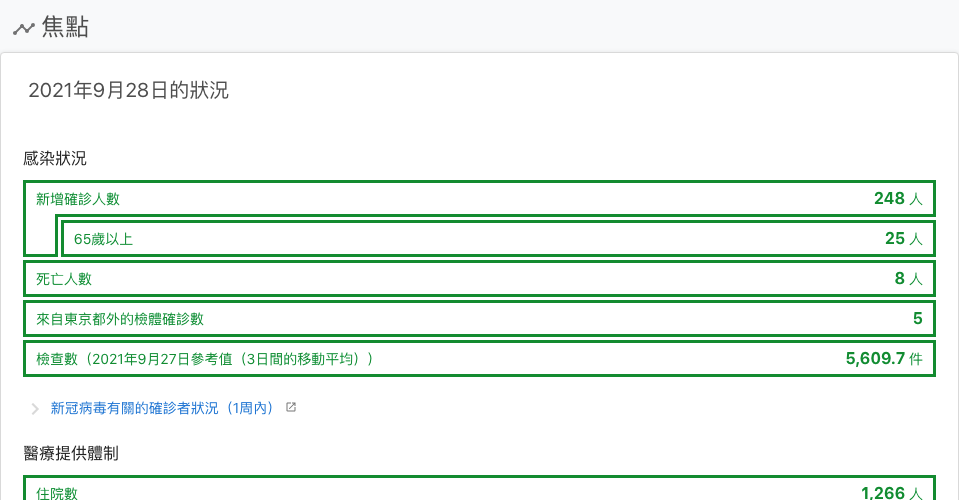 焦點
2021年9月28日的狀況
感染狀況
新增確診人數 248 人
65歲以上 25 人
死亡人數 8 人
來自東京都外的檢體確診數 5
檢查數（2021年9月27日參考值（3日間的移動平均）） 5,609.7 件
新冠病毒有關的確診者狀況（1周內）
醫療提供體制
住院數 1,266 人